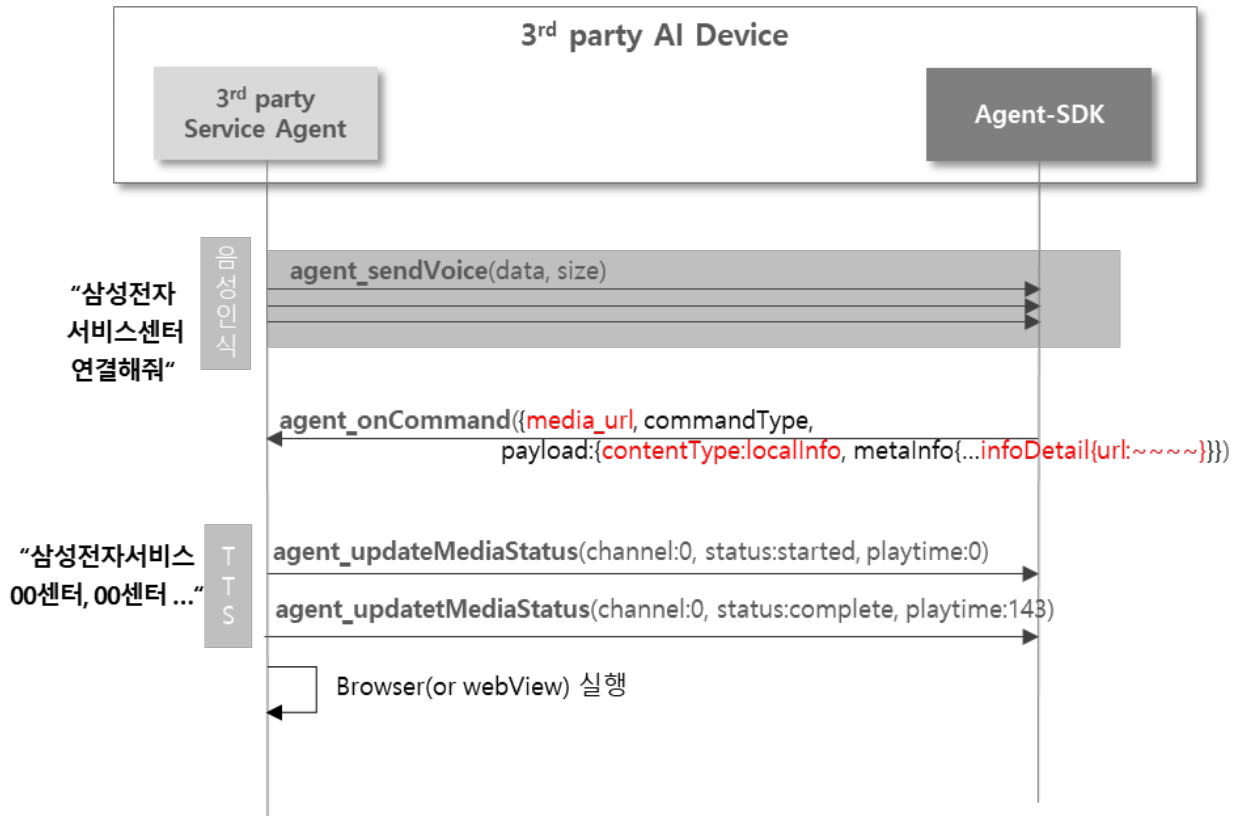 3rd party AI Device
3rd party
Service Agent
Agent-SDK
음성인식
agent_sendVoice(data, size)
“삼성전자
서비스센터
연결해줘“
agent_onCommand({media_url, commandType,
payload:{contentType:localInfo, metaInfo{...infoDetail{url:~~~~}}})
TTS
“삼성전자서비스
00센터, 00센터 ...“
agent_updateMediaStatus(channel:0, status:started, playtime:0)
agent_updatetMediaStatus(channel:0, status:complete, playtime:143)
Browser(or webView) 실행